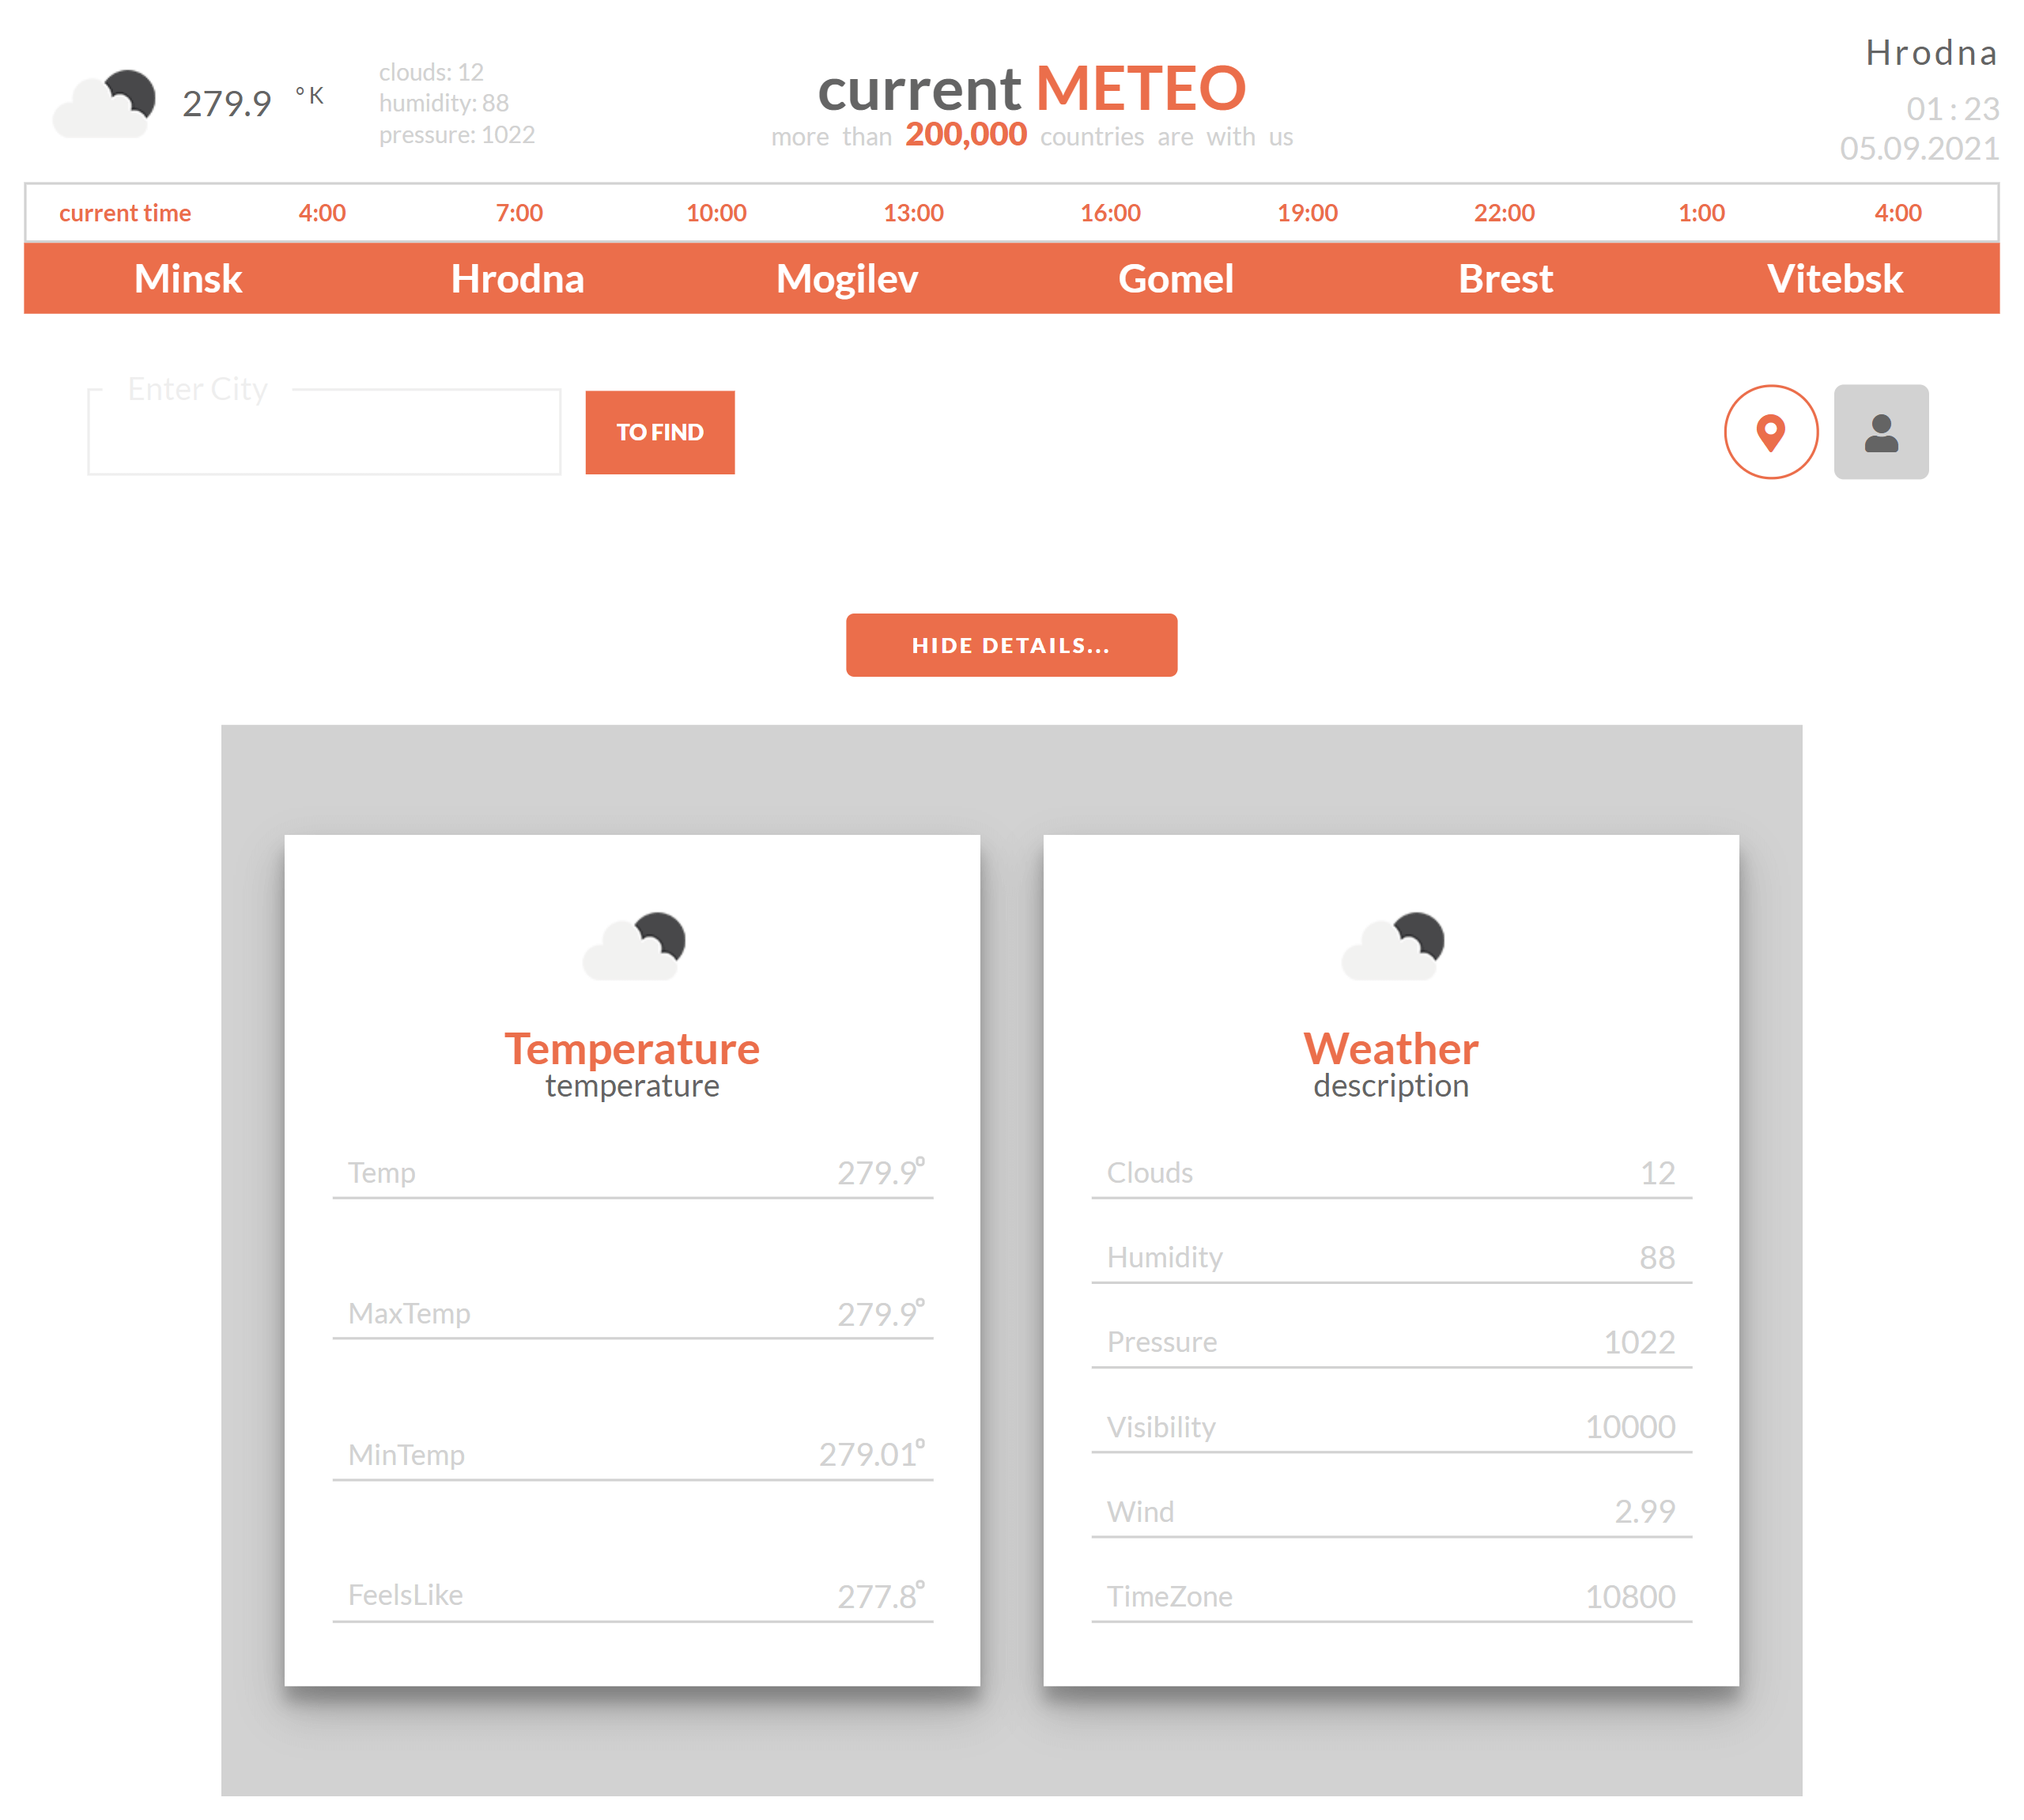 279.9 °K
clouds: 12
humidity: 88
pressure: 1022
current METEO
more than 200,000 countries are with us
Hrodna
01 : 23
05.09.2021
current time 4:00 7:00 10:00 13:00 16:00 19:00 22:00 1:00 4:00
Minsk Hrodna Mogilev Gomel Brest Vitebsk
Enter City
TO FIND
HIDE DETAILS...
Temperature
temperature
Temp 279.9°
MaxTemp 279.9°
MinTemp 279.01°
FeelsLike 277.8°
Weather
description
Clouds 12
Humidity 88
Pressure 1022
Visibility 10000
Wind 2.99
TimeZone 10800